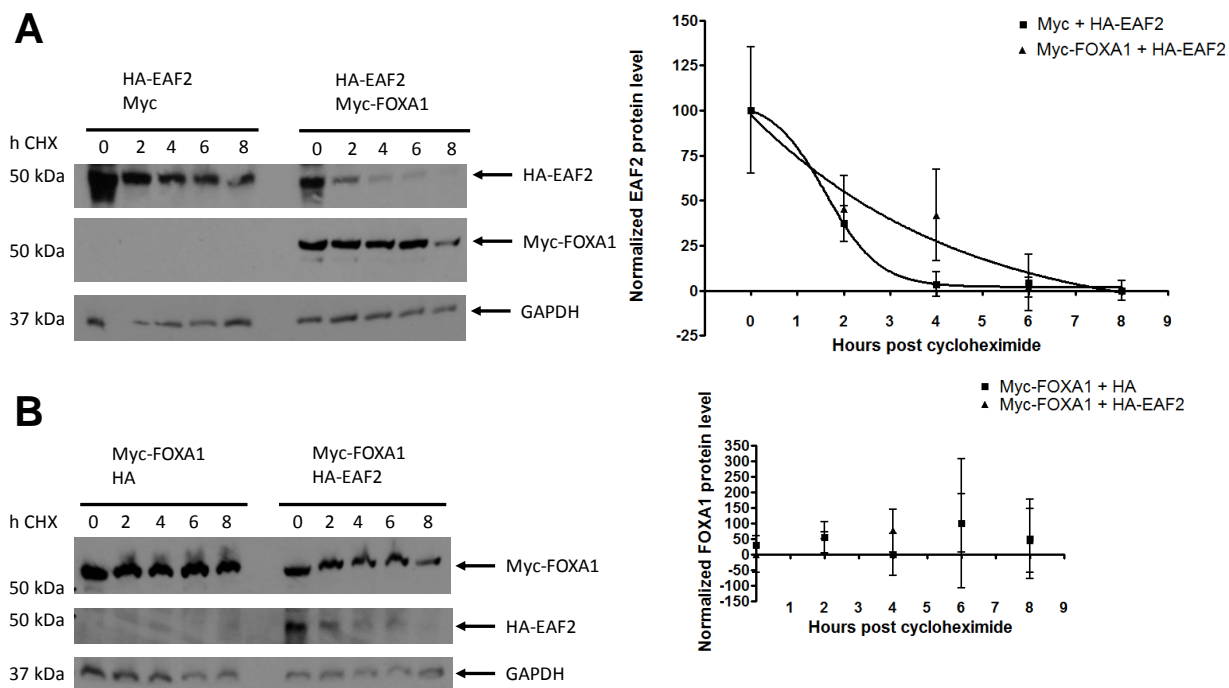 A
HA-EAF2
Myc
HA-EAF2
Myc-FOXA1
h CHX 0 2 4 6 8 0 2 4 6 8
50 kDa HA-EAF2
50 kDa Myc-FOXA1
37 kDa GAPDH
Myc + HA-EAF2
Myc-FOXA1 + HA-EAF2
Normalized EAF2 protein level
150
125
100
75
50
25
0
-25
0 1 2 3 4 5 6 7 8 9
Hours post cycloheximide
B
Myc-FOXA1
HA
Myc-FOXA1
HA-EAF2
h CHX 0 2 4 6 8 0 2 4 6 8
50 kDa Myc-FOXA1
50 kDa HA-EAF2
37 kDa GAPDH
Myc-FOXA1 + HA
Myc-FOXA1 + HA-EAF2
Normalized FOXA1 protein level
350
300
250
200
150
100
50
0
-50
-100
-150
1 2 3 4 5 6 7 8 9
Hours post cycloheximide